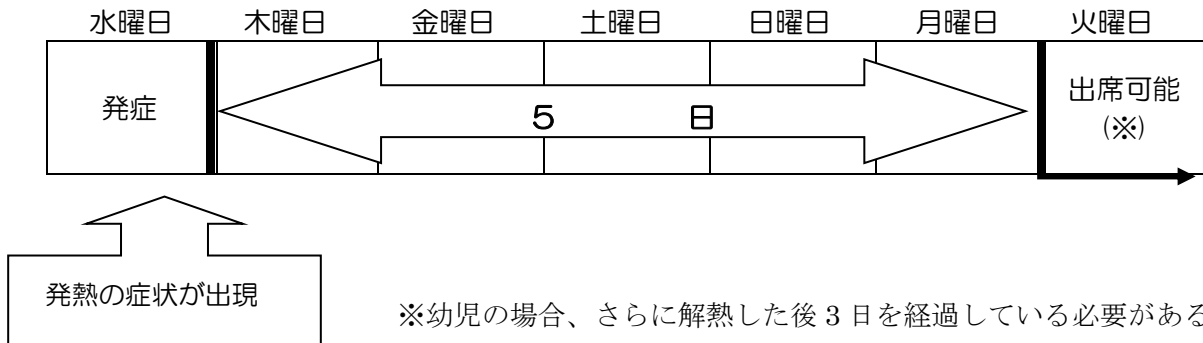 水曜日 木曜日 金曜日 土曜日 日曜日 月曜日 火曜日
発症
5 日
出席可能
(※)
発熱の症状が出現
※幼児の場合、さらに解熱した後 3 日を経過している必要がある